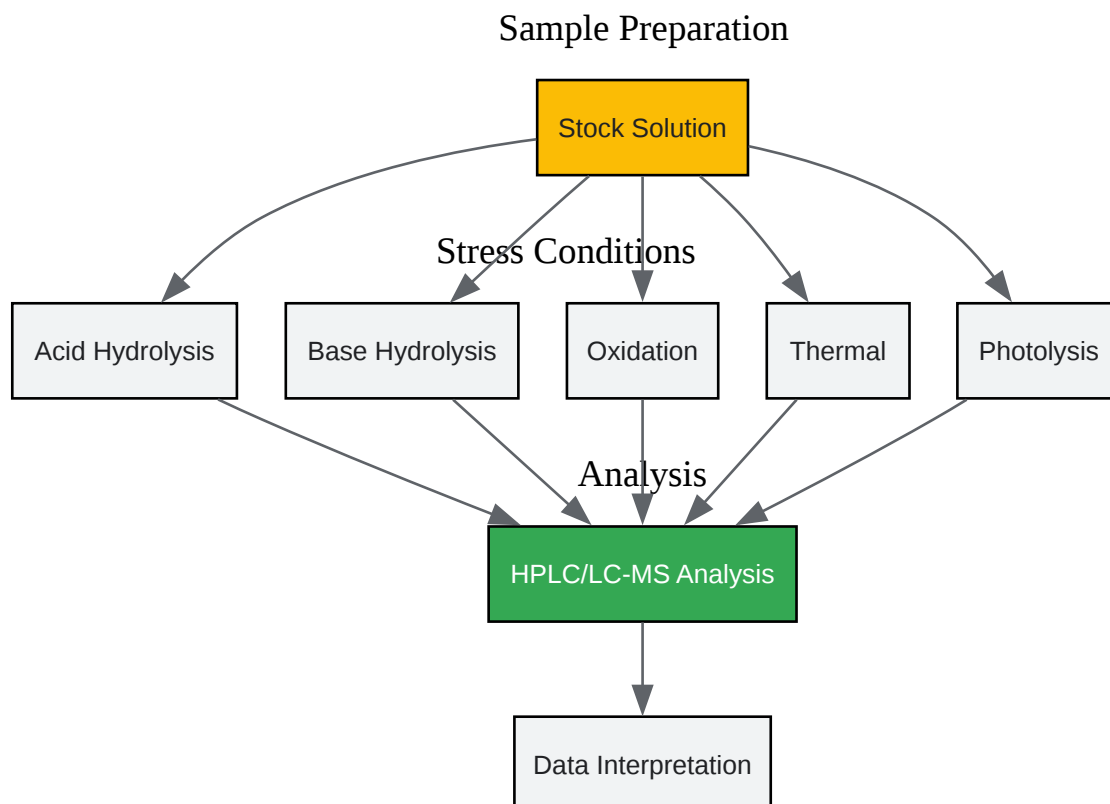 Sample Preparation
Stock Solution
Stress Conditions
Acid Hydrolysis
Base Hydrolysis
Oxidation
Thermal
Photolysis
Analysis
HPLC/LC-MS Analysis
Data Interpretation